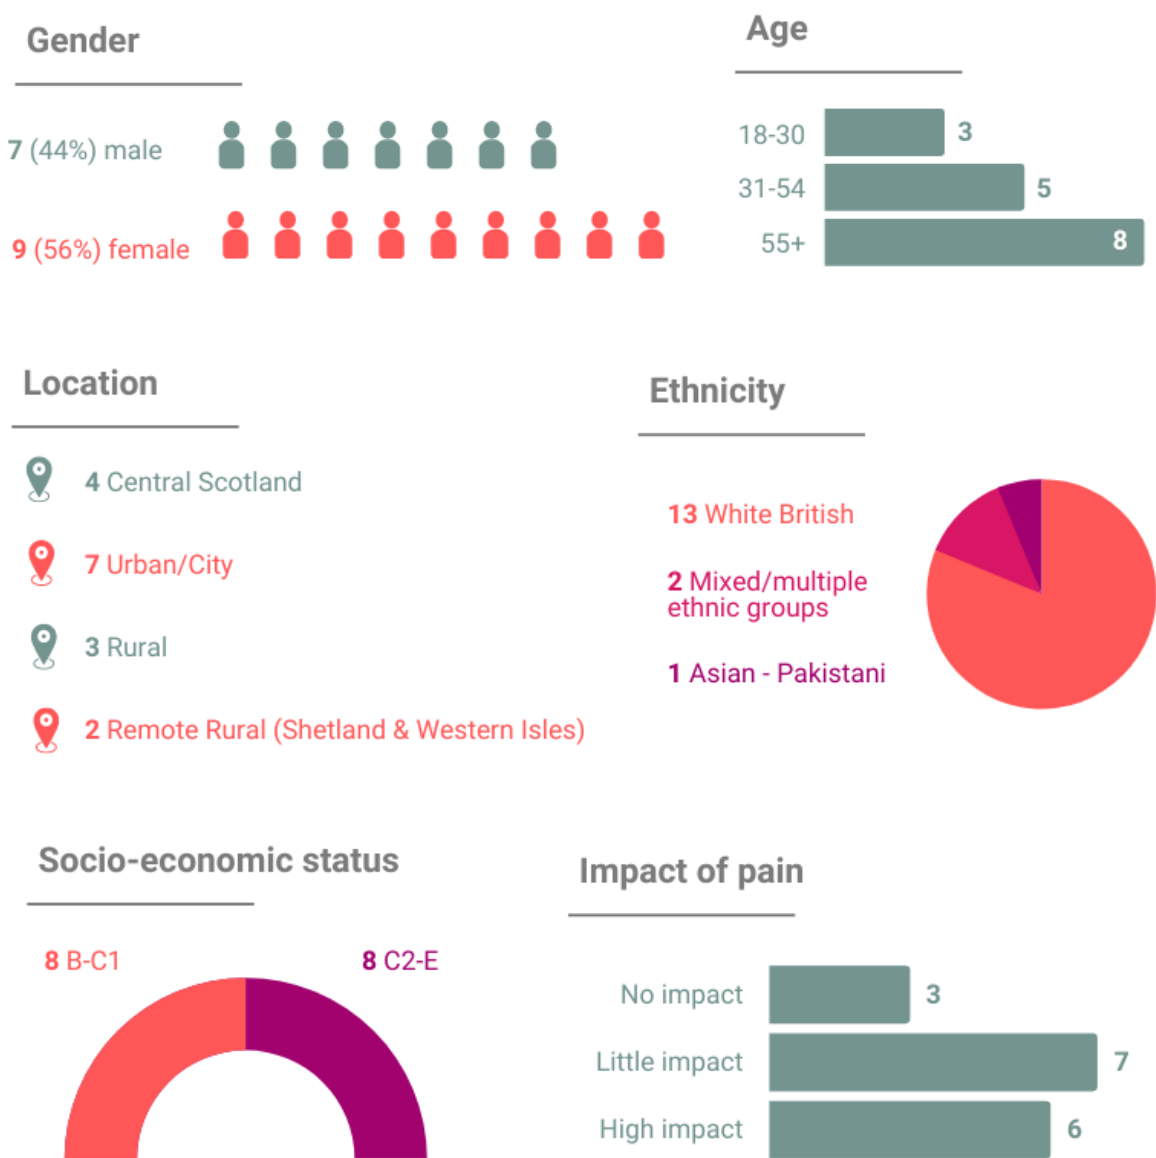 Gender
7 (44%) male
9 (56%) female
Age
18-30 3
31-54 5
55+ 8
Location
4 Central Scotland
7 Urban/City
3 Rural
2 Remote Rural (Shetland & Western Isles)
Ethnicity
13 White British
2 Mixed/multiple
ethnic groups
1 Asian - Pakistani
Socio-economic status
8 B-C1
8 C2-E
Impact of pain
No impact 3
Little impact 7
High impact 6